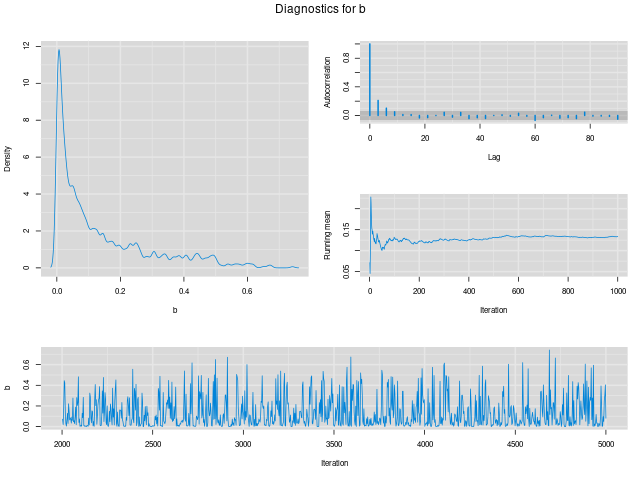 Diagnostics for b
Density
0 2 4 6 8 10 12
0.0 0.2 0.4 0.6
b
Autocorrelation
0.0 0.4 0.8
0 20 40 60 80
Lag
Running mean
0.05 0.15
0 200 400 600 800 1000
Iteration
b
0.0 0.2 0.4 0.6
2000 2500 3000 3500 4000 4500 5000
Iteration